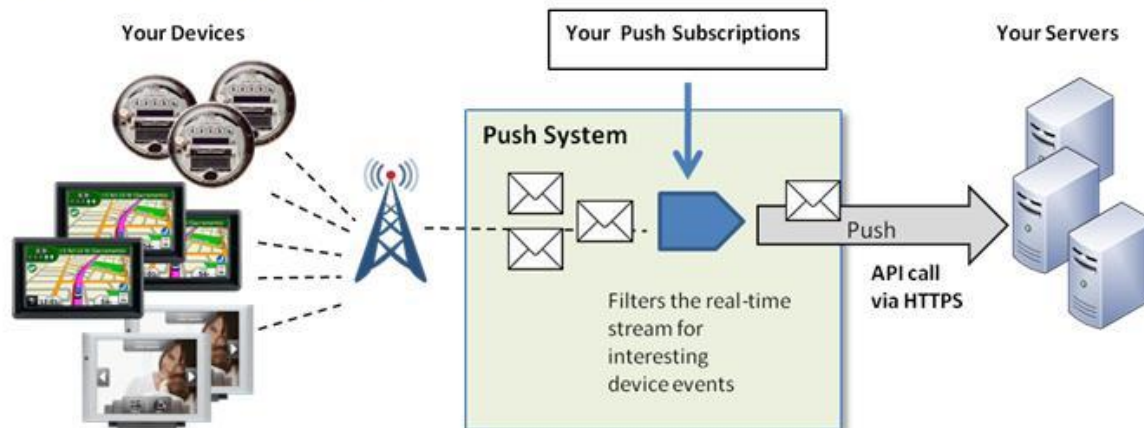 Your Devices
Your Push Subscriptions
Your Servers
Push System
Push
API call
via HTTPS
Filters the real-time
stream for
interesting
device events